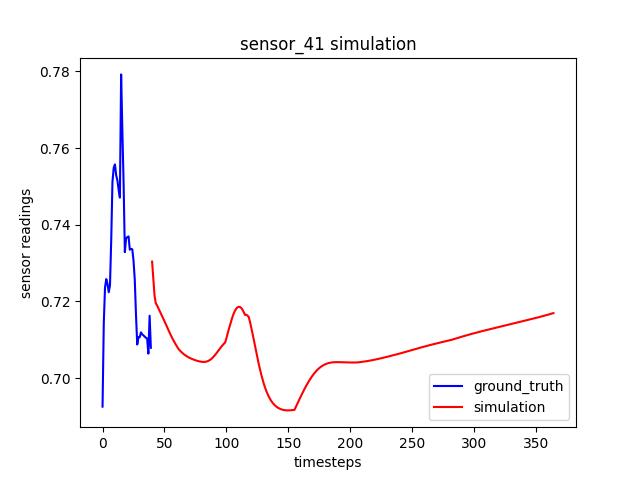 sensor_41 simulation
sensor readings
0.78
0.76
0.74
0.72
0.70
0
50
100
150
200
250
300
350
timesteps
ground_truth
simulation